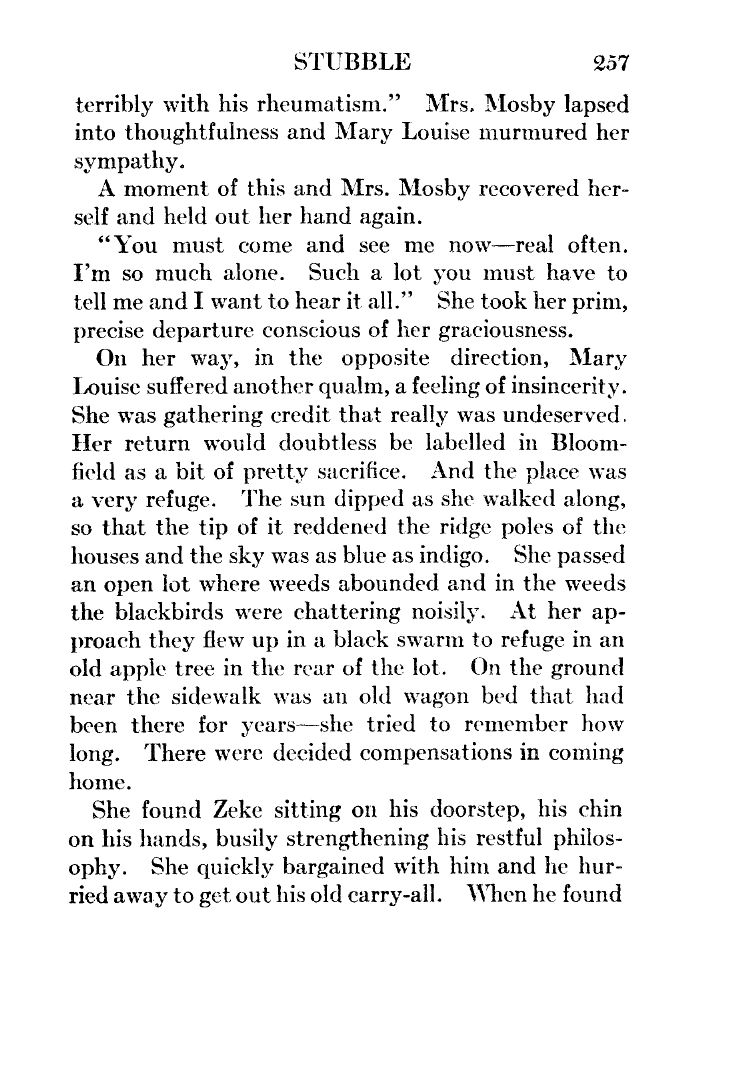 STUBBLE 257
terribly with his rheumatism.” Mrs. Mosby lapsed
into thoughtfulness and Mary Louise murmured her
sympathy.
A moment of this and Mrs. Mosby recovered her-
self and held out her hand again.
“You must come and see me now—real often.
I'm so much alone. Such a lot you must have to
tell me and I want to hear it all.” She took her prim,
precise departure conscious of her graciousness.
On her way, in the opposite direction, Mary
Louise suffered another qualm, a feeling of insincerity.
She was gathering credit that really was undeserved.
Her return would doubtless be labelled in Bloom-
field as a bit of pretty sacrifice. And the place was
a very refuge. The sun dipped as she walked along,
so that the tip of it reddened the ridge poles of the
houses and the sky was as blue as indigo. She passed
an open lot where weeds abounded and in the weeds
the blackbirds were chattering noisily. At her ap-
proach they flew up in a black swarm to refuge in an
old apple tree in the rear of the lot. On the ground
near the sidewalk was an old wagon bed that had
been there for years—she tried to remember how
long. There were decided compensations in coming
home.
She found Zeke sitting on his doorstep, his chin
on his hands, busily strengthening his restful philos-
ophy. She quickly bargained with him and he hur-
ried away to get out his old carry-all. When he found